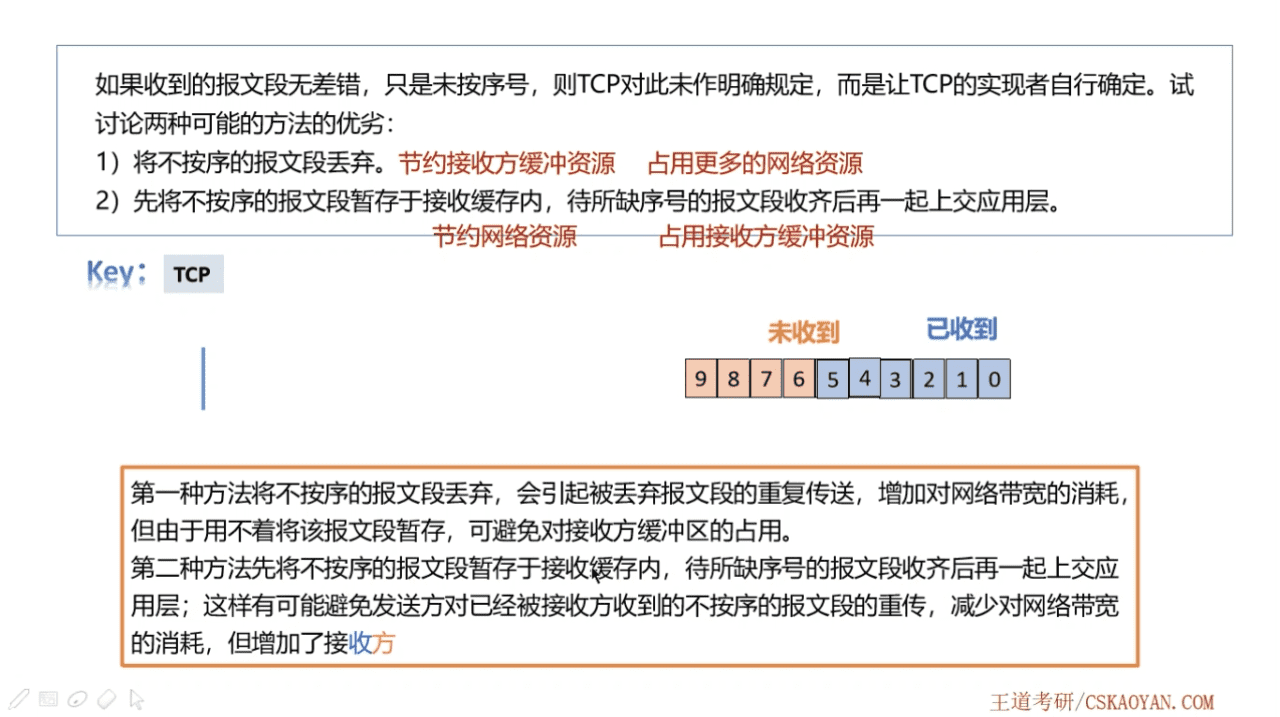 如果收到的报文段无差错，只是未按序号，则TCP对此未作明确规定，而是让TCP的实现者自行确定。试
讨论两种可能的方法的优劣：
1）将不按序的报文段丢弃。节约接收方缓冲资源 占用更多的网络资源
2）先将不按序的报文段暂存于接收缓存内，待所缺序号的报文段收齐后再一起上交应用层。
节约网络资源 占用接收方缓冲资源
Key： TCP
未收到 已收到
9 8 7 6 5 4 3 2 1 0
第一种方法将不按序的报文段丢弃，会引起被丢弃报文段的重复传送，增加对网络带宽的消耗，
但由于用不着将该报文段暂存，可避免对接收方缓冲区的占用。
第二种方法先将不按序的报文段暂存于接收缓存内，待所缺序号的报文段收齐后再一起上交应
用层；这样有可能避免发送方对已经被接收方收到的不按序的报文段的重传，减少对网络带宽
的消耗，但增加了接收方
王道考研/CSKAOYAN.COM